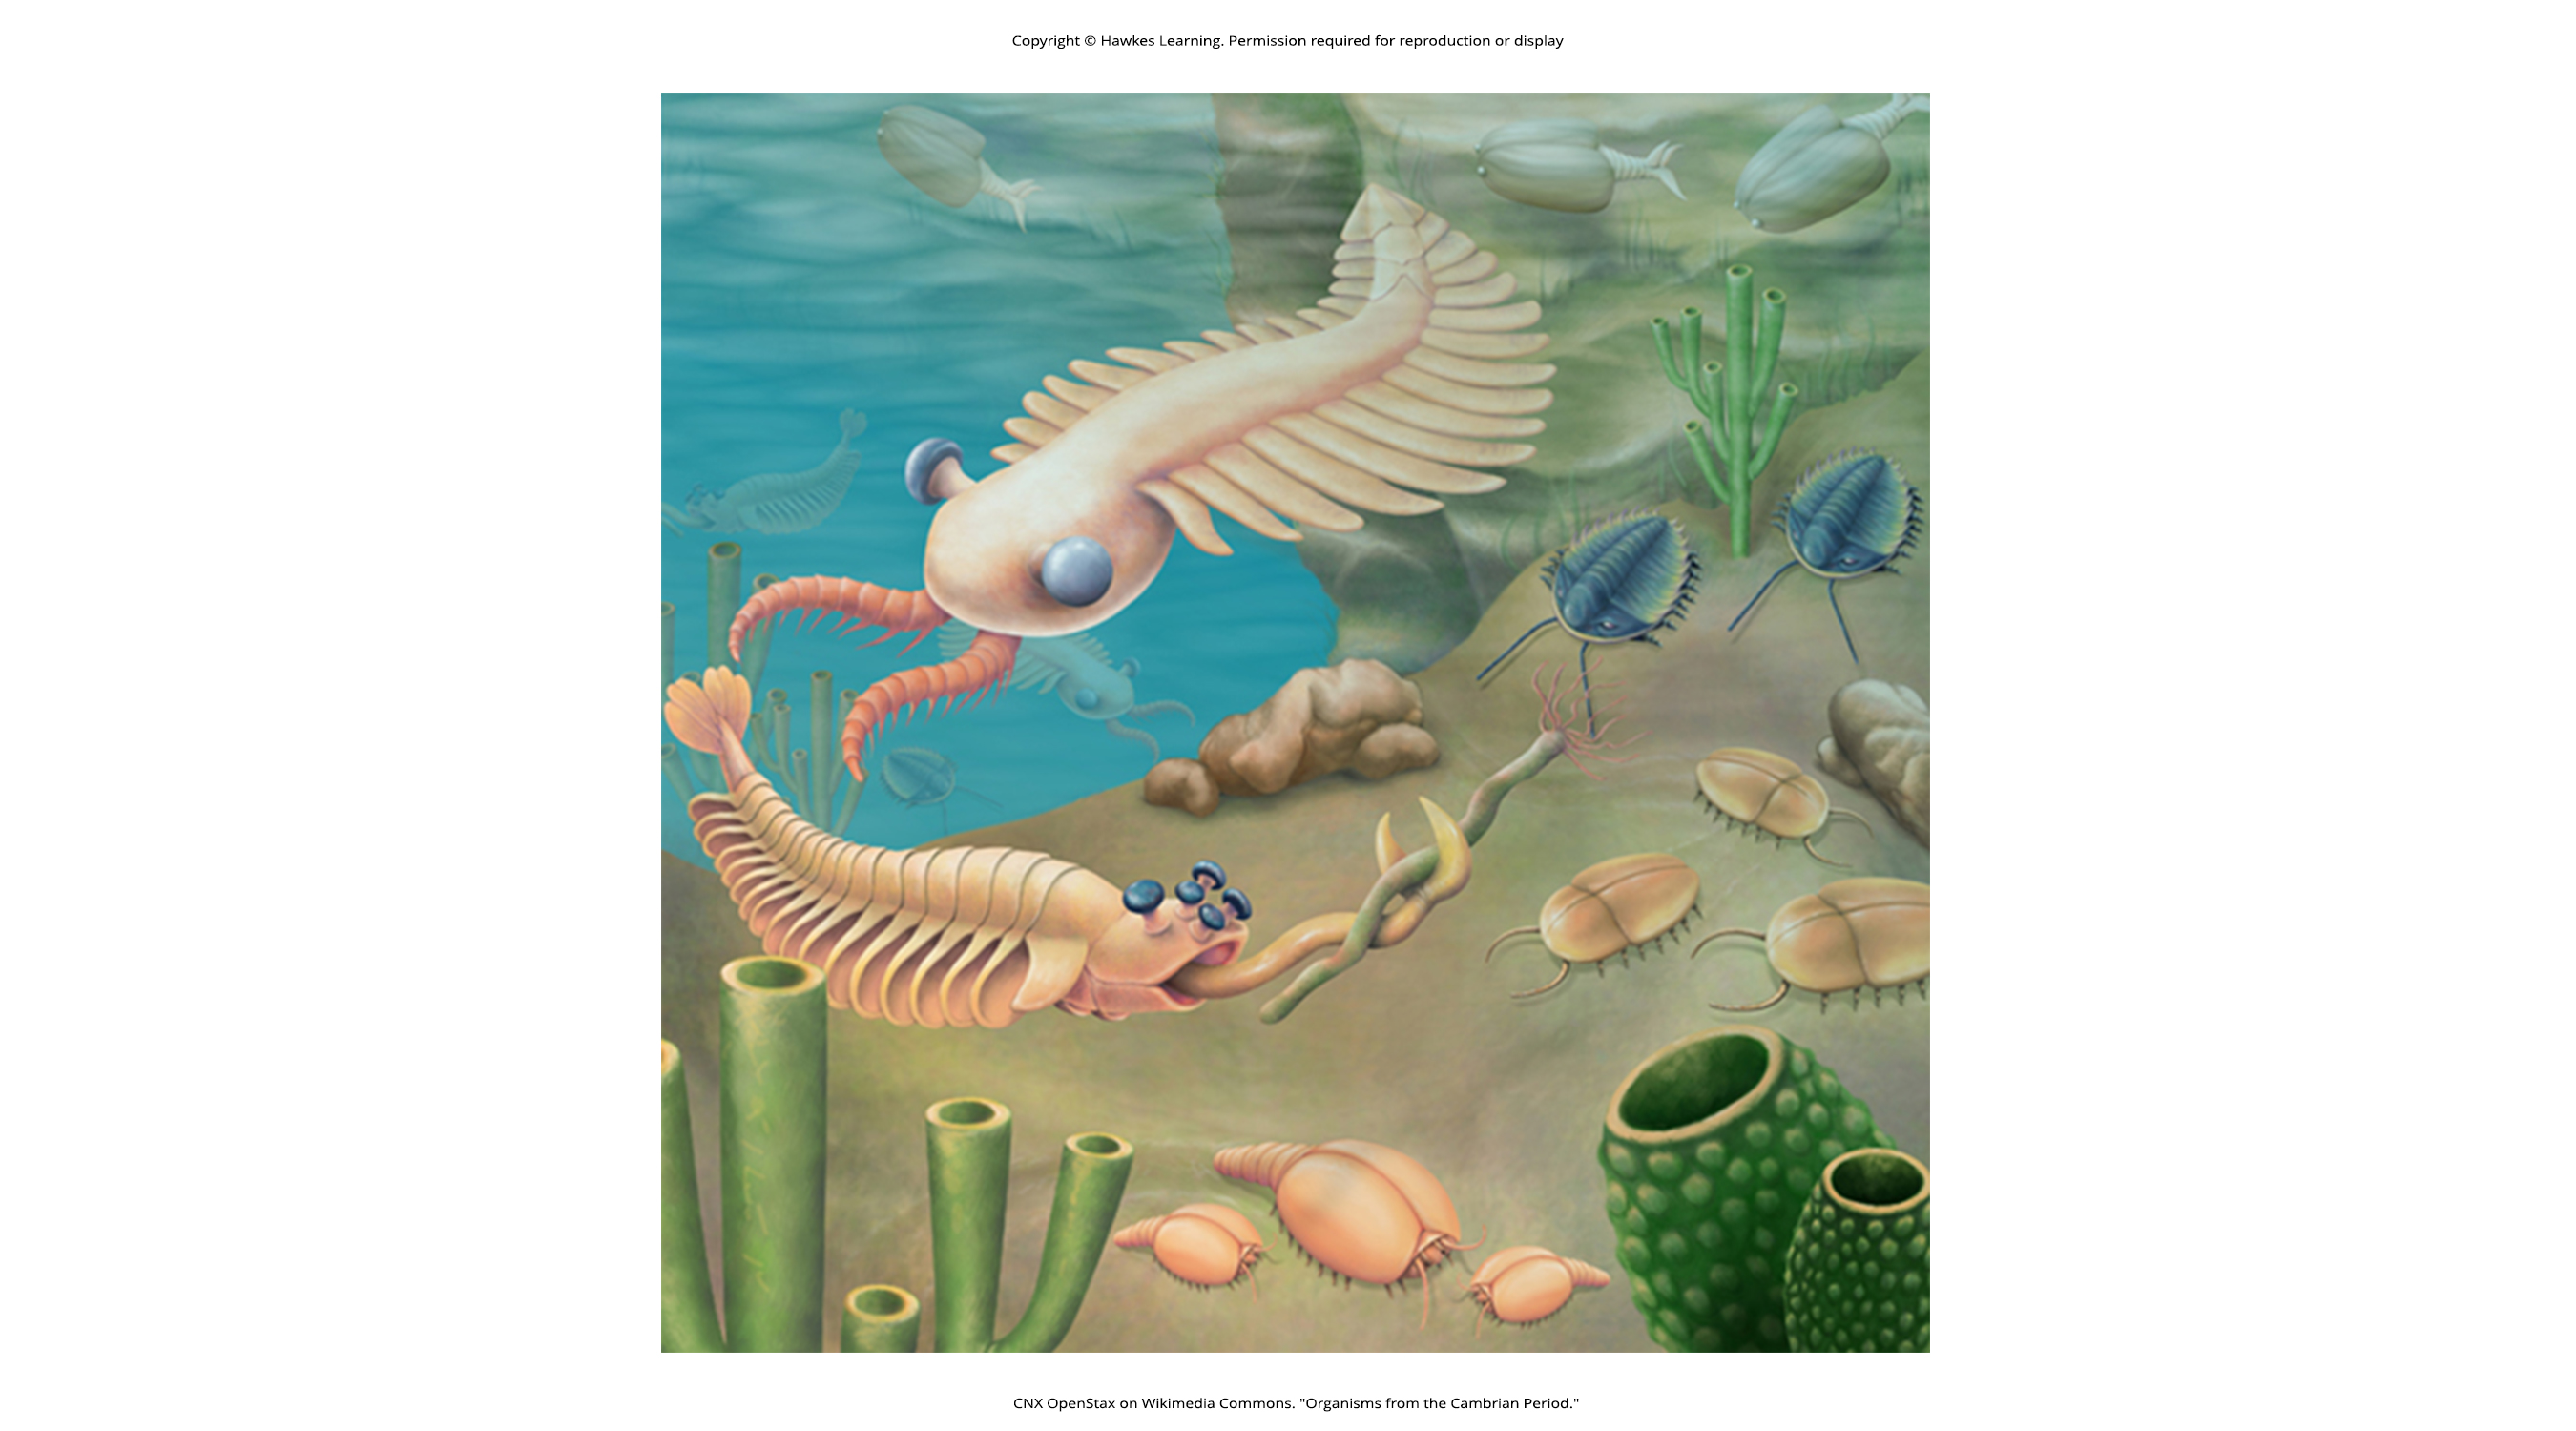 Copyright © Hawkes Learning. Permission required for reproduction or display
CNX OpenStax on Wikimedia Commons. "Organisms from the Cambrian Period."